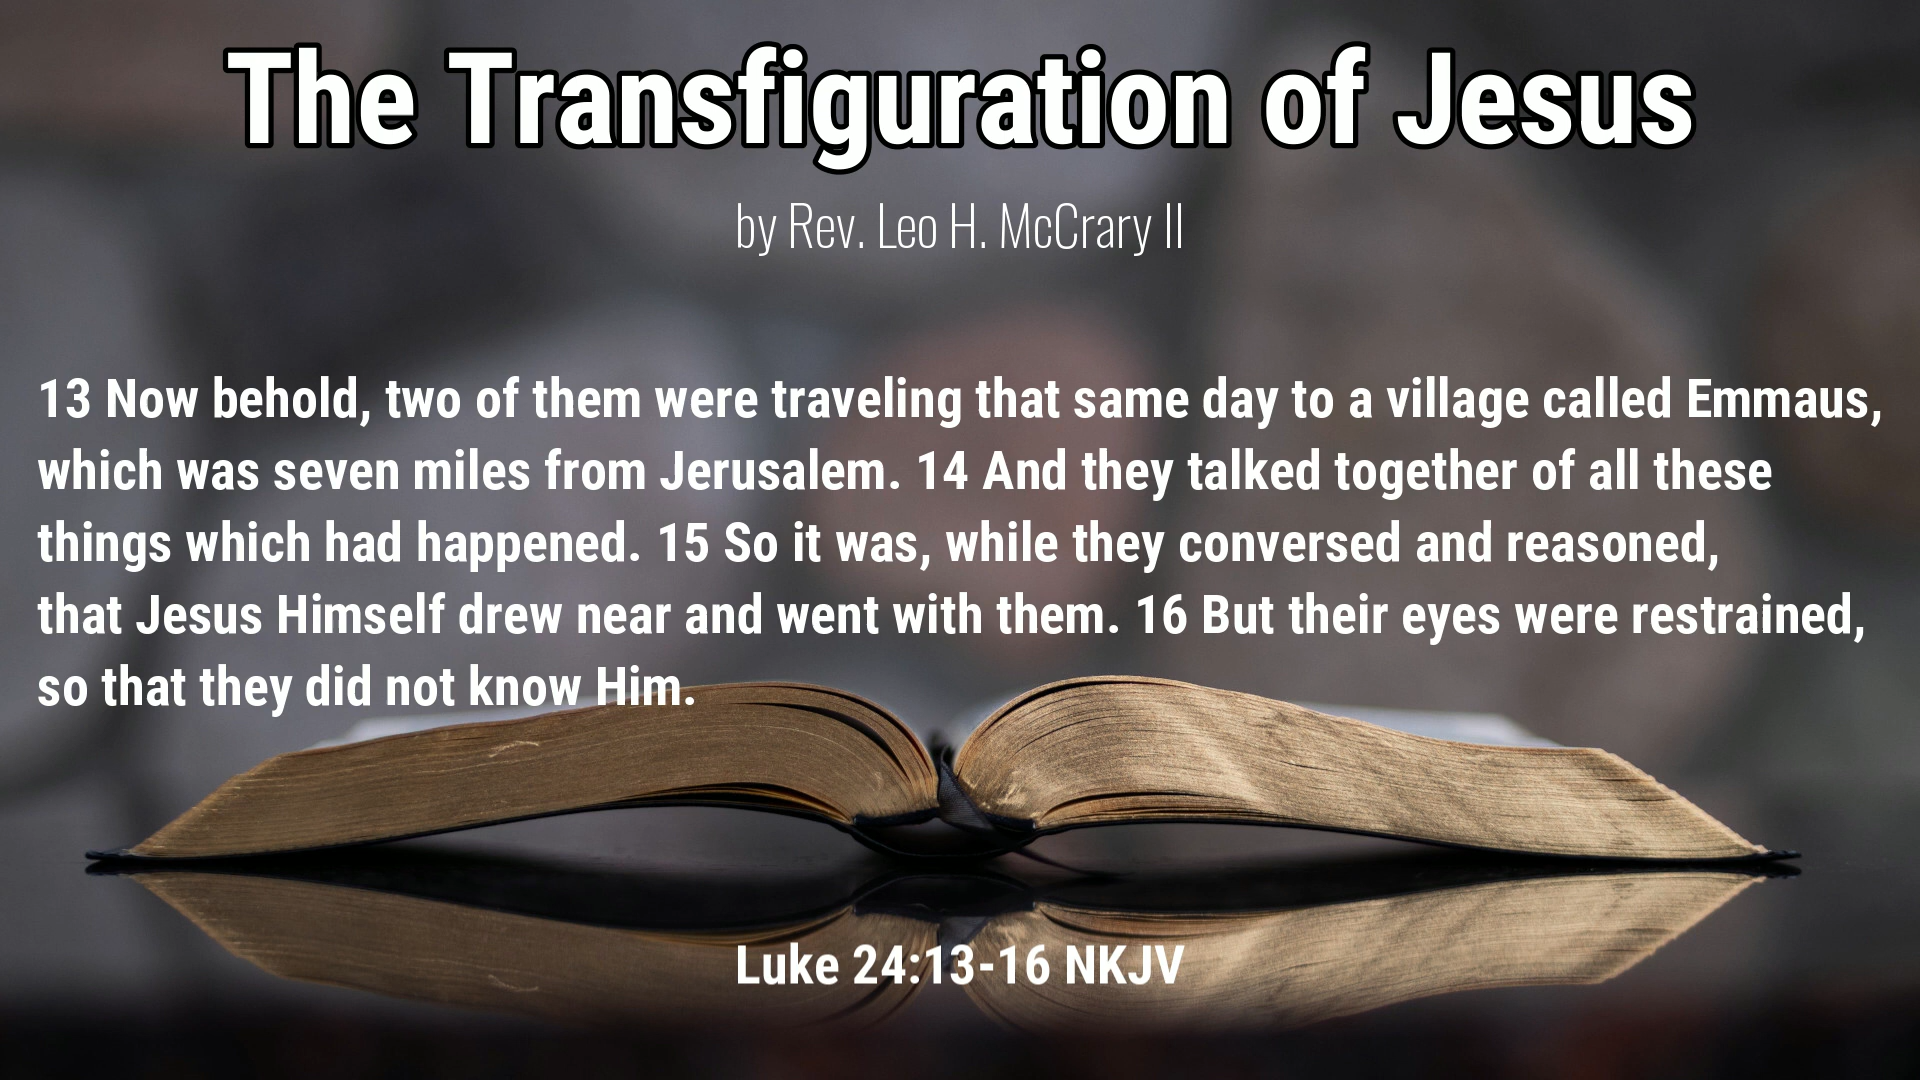 The Transfiguration of Jesus
by Rev. Leo H. McCrary II
13 Now behold, two of them were traveling that same day to a village called Emmaus,
which was seven miles from Jerusalem. 14 And they talked together of all these
things which had happened. 15 So it was, while they conversed and reasoned,
that Jesus Himself drew near and went with them. 16 But their eyes were restrained,
so that they did not know Him.
Luke 24:13-16 NKJV